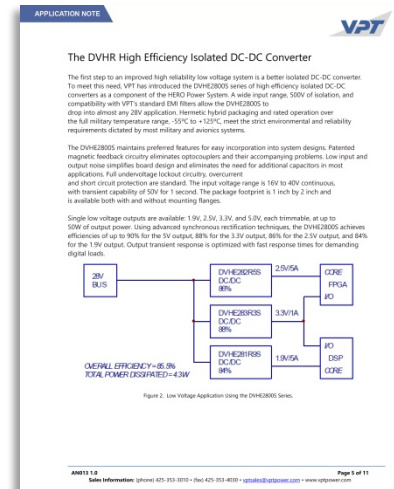 APPLICATION NOTE
VPT
The DVHR High Efficiency Isolated DC-DC Converter
The first step to an improved high reliability low voltage system is a better isolated DC-DC converter.
To meet this need, VPT has introduced the DVHE2800S series of high efficiency isolated DC-DC
converters as a component of the HERO Power System. A wide input range, 500V of isolation, and
compatibility with VPT's standard EMI filters allow the DVHE2800S to
drop into almost any 28V application. Hermetic hybrid packaging and rated operation over
the full military temperature range, -55°C to +125°C, meet the strict environmental and reliability
requirements dictated by most military and avionics systems.
The DVHE2800S maintains preferred features for easy incorporation into system designs. Patented
magnetic feedback circuitry eliminates optocouplers and their accompanying problems. Low input and
output noise simplifies board design and eliminates the need for additional capacitors in most
applications. Full undervoltage lockout circuitry, overcurrent
and short circuit protection are standard. The input voltage range is 16V to 40V continuous,
with transient capability of 50V for 1 second. The package footprint is 1 inch by 2 inch and
is available both with and without mounting flanges.
Single low voltage outputs are available: 1.9V, 2.5V, 3.3V, and 5.0V, each trimmable, at up to
50W of output power. Using advanced synchronous rectification techniques, the DVHE2800S achieves
efficiencies of up to 90% for the 5V output, 88% for the 3.3V output, 86% for the 2.5V output, and 84%
for the 1.9V output. Output transient response is optimized with fast response times for demanding
digital loads.
28V
BUS
DVHE282R5S
DC/DC
86%
2.5V/5A
CORE
FPGA
I/O
DVHE283R3S
DC/DC
88%
3.3V/1A
DVHE281R9S
DC/DC
84%
1.9V/5A
I/O
DSP
CORE
OVERALL EFFICIENCY = 85.5%
TOTAL POWER DISSIPATED = 4.3W
Figure 2. Low Voltage Application Using the DVHE2800S Series.
AN013 1.0
Page 5 of 11
Sales Information: (phone) 425-353-3010 • (fax) 425-353-4030 • vptsales@vptpower.com • www.vptpower.com